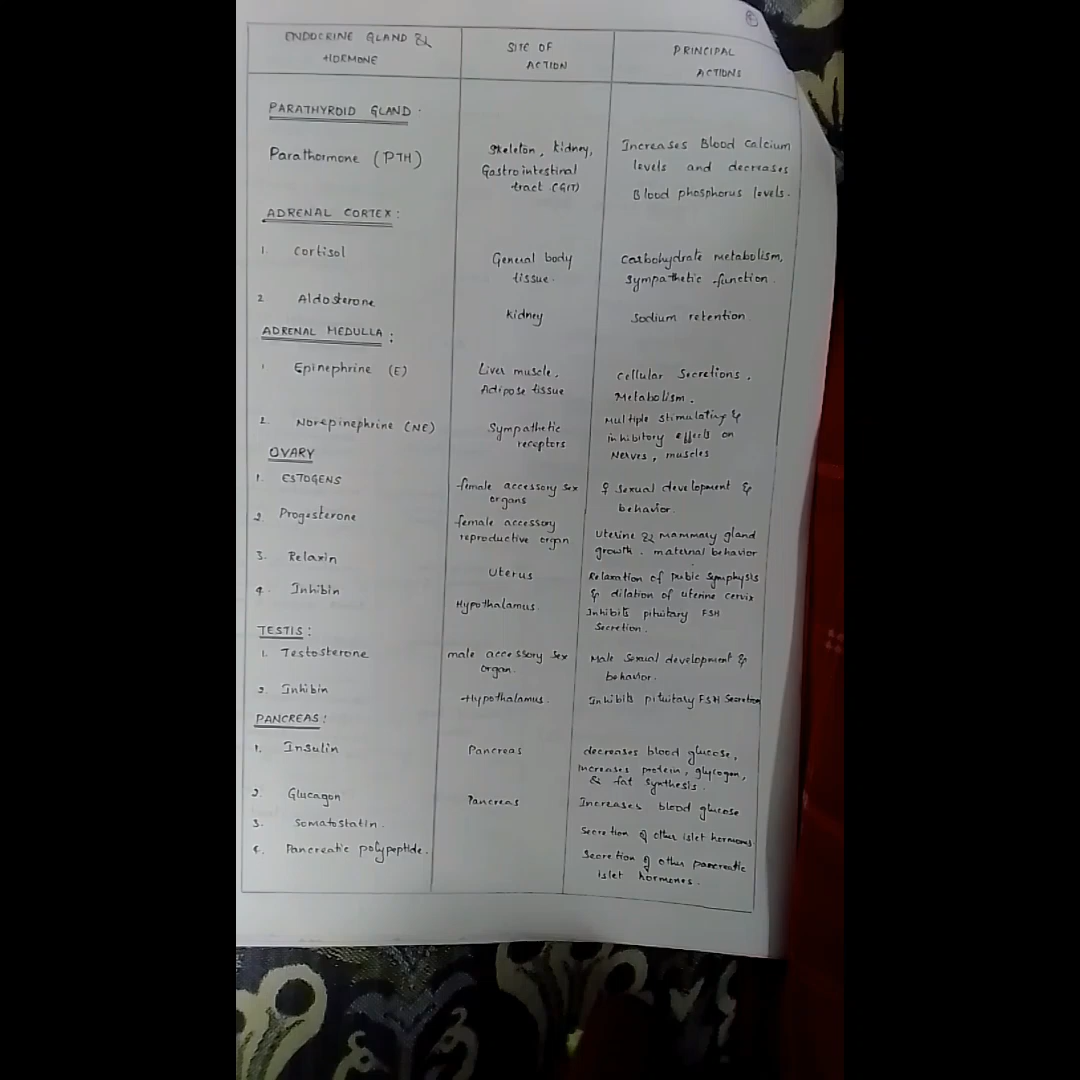 ENDOCRINE GLAND &
HORMONE
SITE OF
ACTION
PRINCIPAL
ACTIONS
PARATHYROID GLAND.
Parathormone (PTH)
Skeleton, kidney,
Gastrointestinal
tract (GIT)
Increases Blood calcium
levels and decreases
Blood phosphorus levels.
ADRENAL CORTEX:
1. Cortisol
General body
tissue.
Carbohydrate metabolism,
Sympathetic function.
2 Aldosterone
kidney
Sodium retention
ADRENAL MEDULLA:
1 Epinephrine (E)
Liver muscle,
Adipose tissue
Cellular Secretions,
Metabolism.
2. Norepinephrine (NE)
Sympathetic
receptors
Multiple stimulating &
inhibitory effects on
Nerves, muscles
OVARY
1. ESTOGENS
female accessory sex
organs
♀ Sexual development &
behavior.
2. Progesterone
female accessory
reproductive organ
Uterine & mammary gland
growth. maternal behavior
3. Relaxin
Uterus
Relaxation of pubic symphysis
& dilation of uterine cervix
4. Inhibin
Hypothalamus.
Inhibits pituitary FSH
Secretion.
TESTIS:
1. Testosterone
male accessory sex
organ.
Male sexual development &
behavior.
2. Inhibin
Hypothalamus.
Inhibits pituitary FSH Secretion
PANCREAS:
1. Insulin
Pancreas
decreases blood glucose,
increases protein, glycogen,
& fat synthesis.
2. Glucagon
Pancreas
Increases blood glucose
3. Somatostatin.
Secretion of other islet hormones
4. Pancreatic polypeptide.
Secretion of other pancreatic
islet hormones.